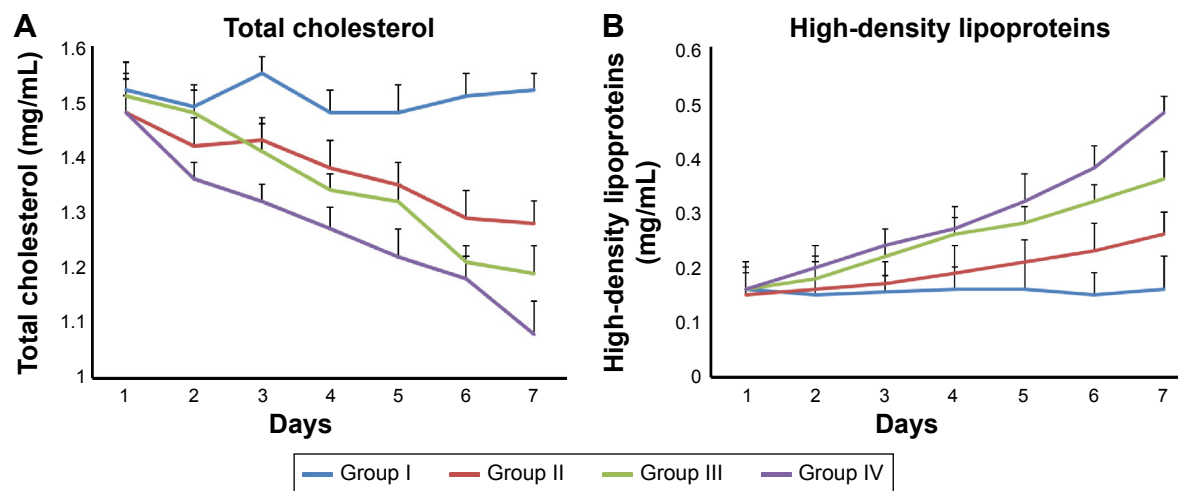 A
Total cholesterol
Total cholesterol (mg/mL)
1.6
1.5
1.4
1.3
1.2
1.1
1
1 2 3 4 5 6 7
Days
B
High-density lipoproteins
High-density lipoproteins
(mg/mL)
0.6
0.5
0.4
0.3
0.2
0.1
0
1 2 3 4 5 6 7
Days
Group I Group II Group III Group IV